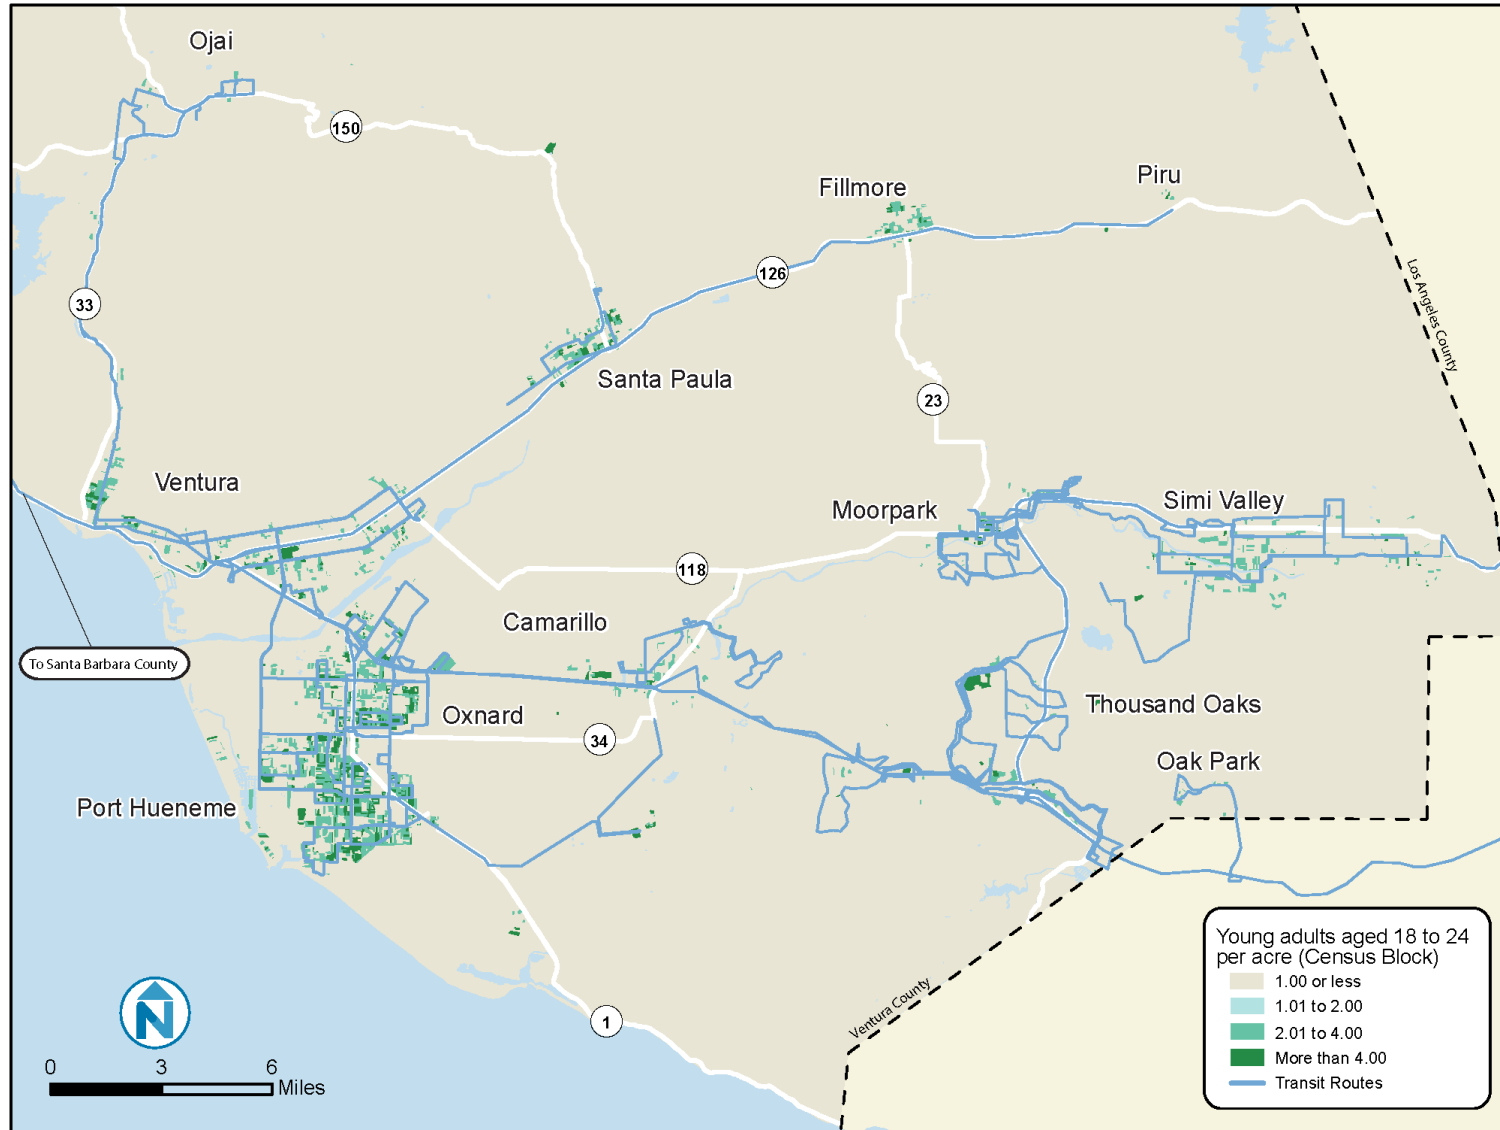 Ojai
150
Piru
Fillmore
126
33
Los Angeles County
Santa Paula
23
Ventura
Simi Valley
Moorpark
118
Camarillo
To Santa Barbara County
Thousand Oaks
Oxnard
34
Oak Park
Port Hueneme
Young adults aged 18 to 24
per acre (Census Block)
1.00 or less
1.01 to 2.00
2.01 to 4.00
More than 4.00
Transit Routes
Ventura County
N
1
0 3 6
Miles